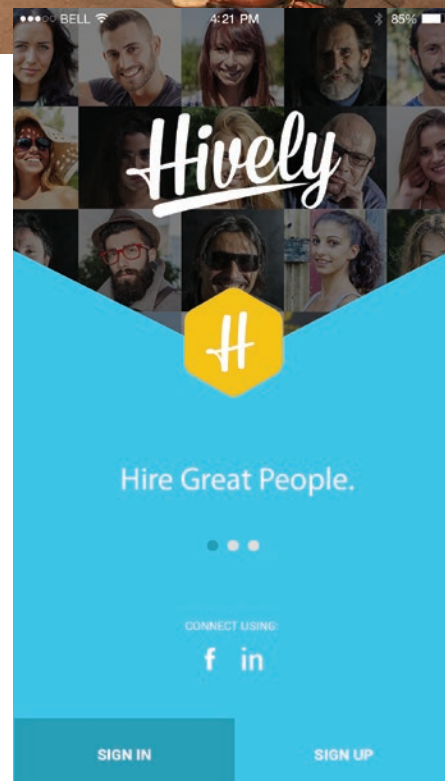 BELL 4:21 PM 85%
Hively
H
Hire Great People.
CONNECT USING:
f in
SIGN IN SIGN UP